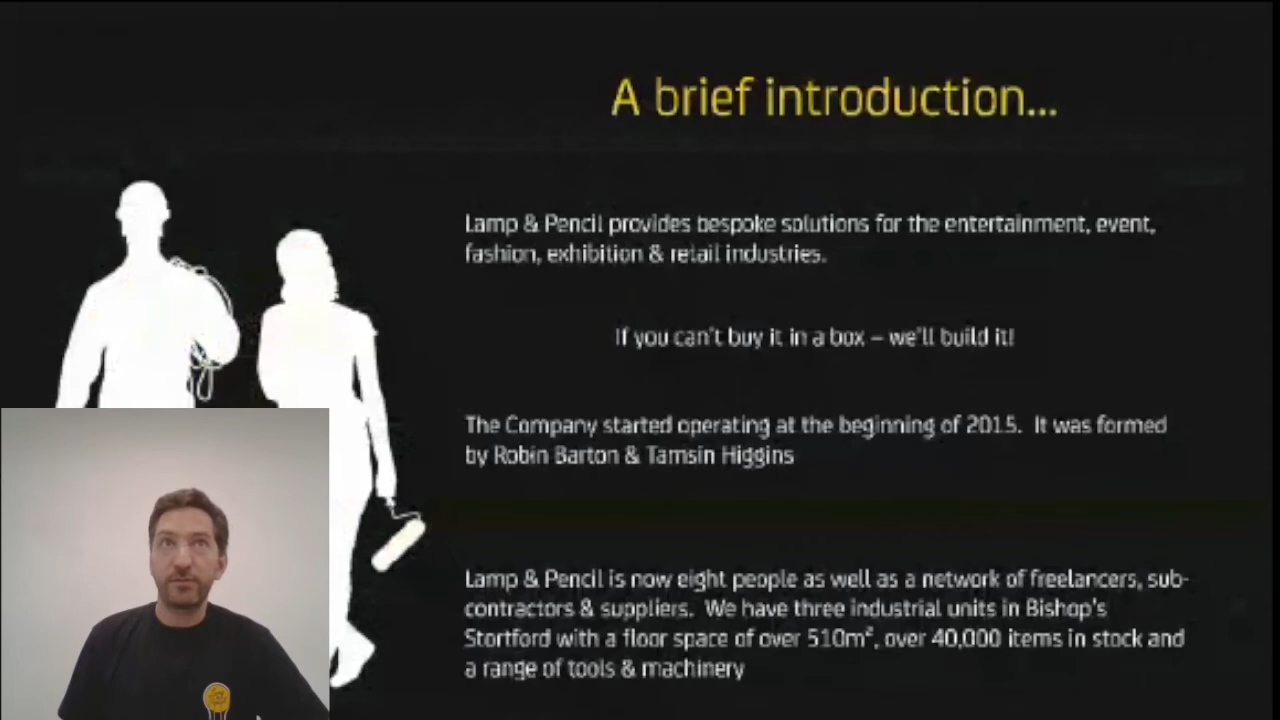 A brief introduction...
Lamp & Pencil provides bespoke solutions for the entertainment, event,
fashion, exhibition & retail industries.
If you can't buy it in a box – we'll build it!
The Company started operating at the beginning of 2015.  It was formed
by Robin Barton & Tamsin Higgins
Lamp & Pencil is now eight people as well as a network of freelancers, sub-
contractors & suppliers.  We have three industrial units in Bishop's
Stortford with a floor space of over 510m², over 40,000 items in stock and
a range of tools & machinery